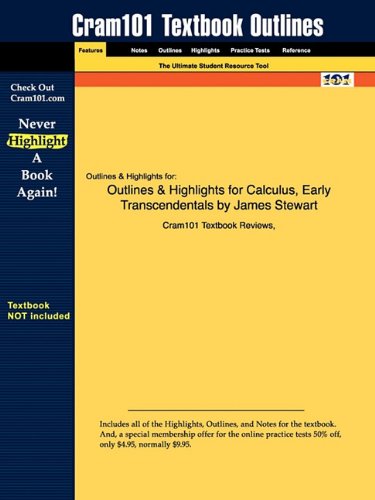 Cram101 Textbook Outlines
Features Notes Outlines Highlights Practice Tests Reference
The Ultimate Student Resource Tool
Check Out
Cram101.com
Never
Highlight
A
Book
Again!
Textbook
NOT included
101
Outlines & Highlights for:
Outlines & Highlights for Calculus, Early
Transcendentals by James Stewart
Cram101 Textbook Reviews,
Includes all of the Highlights, Outlines, and Notes for the textbook.
And, a special membership offer for the online practice tests 50% off,
only $4.95, normally $9.95.